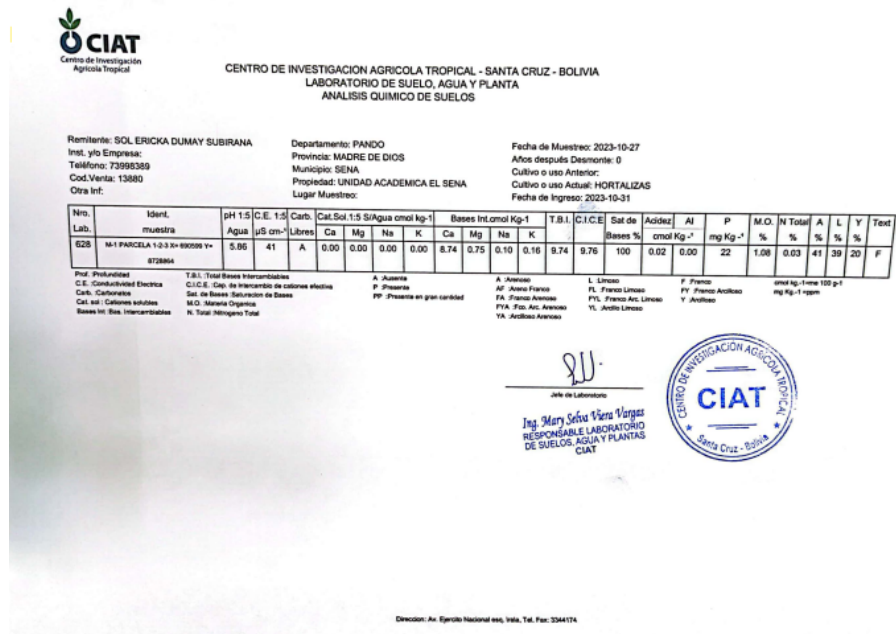 CIAT
Centro de Investigación
Agrícola Tropical
CENTRO DE INVESTIGACION AGRICOLA TROPICAL - SANTA CRUZ - BOLIVIA
LABORATORIO DE SUELO, AGUA Y PLANTA
ANALISIS QUIMICO DE SUELOS
Remitente: SOL ERICKA DUMAY SUBIRANA
Inst. y/o Empresa:
Teléfono: 73998389
Cod.Venta: 13880
Otra Inf:
Departamento: PANDO
Provincia: MADRE DE DIOS
Municipio: SENA
Propiedad: UNIDAD ACADEMICA EL SENA
Lugar Muestreo:
Fecha de Muestreo: 2023-10-27
Años después Desmonte: 0
Cultivo o uso Anterior:
Cultivo o uso Actual: HORTALIZAS
Fecha de Ingreso: 2023-10-31
Nro. Ident. pH 1:5 C.E. 1:5 Carb. Cat.Sol.1:5 S/Agua cmol kg-1 Bases Int.cmol Kg-1 T.B.I. C.I.C.E Sat de Acidez Al P M.O. N Total A L Y Text
Lab. muestra Agua µS cm-¹ Libres Ca Mg Na K Ca Mg Na K Bases % cmol Kg -¹ mg Kg -¹ % % % % %
628 M-1 PARCELA 1-2-3 X= 690599 Y= 5.86 41 A 0.00 0.00 0.00 0.00 8.74 0.75 0.10 0.16 9.74 9.76 100 0.02 0.00 22 1.08 0.03 41 39 20 F
8728864
Prof. :Profundidad
C.E. :Conductividad Electrica
Carb. :Carbonatos
Cat. sol : Cationes solubles
Bases Int :Bas. Intercambiables
T.B.I. :Total Bases Intercambiables
C.I.C.E. :Cap. de Intercambio de cationes efectiva
Sat. de Bases :Saturacion de Bases
M.O. :Materia Organica
N. Total :Nitrogeno Total
A :Ausente
P :Presente
PP :Presente en gran cantidad
A :Arenoso
AF :Areno Franco
FA :Franco Arenoso
FYA :Fco. Arc. Arenoso
YA :Arcilloso Arenoso
L :Limoso
FL :Franco Limoso
FYL :Franco Arc. Limoso
YL :Arcillo Limoso
F :Franco
FY :Franco Arcilloso
Y :Arcilloso
cmol kg.-1=me 100 g-1
mg Kg.-1 =ppm
Jefe de Laboratorio
Ing. Mary Selva Viera Vargas
RESPONSABLE LABORATORIO
DE SUELOS, AGUA Y PLANTAS
CIAT
CENTRO DE INVESTIGACIÓN AGRÍCOLA TROPICAL
CIAT
Santa Cruz - Bolivia
Direccion: Av. Ejercito Nacional esq. Irala, Tel. Fax: 3344174